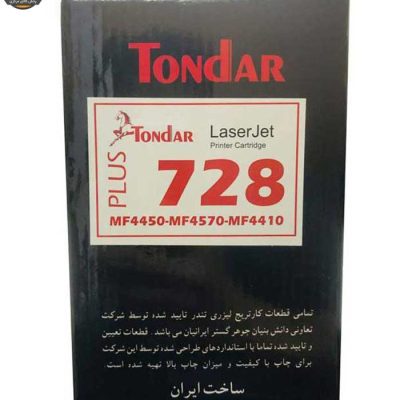 TONDAR
PLUS
TONDAR
LaserJet
Printer Cartridge
728
MF4450-MF4570-MF4410
تمامی قطعات کارتریج لیزری تندر تایید شده توسط شرکت
تعاونی دانش بنیان جوهر گستر ایرانیان می باشد . قطعات تعیین
و تایید شده تماما با استانداردهای طراحی شده توسط این شرکت
برای چاپ با کیفیت و میزان چاپ بالا تهیه شده است
ساخت ایران